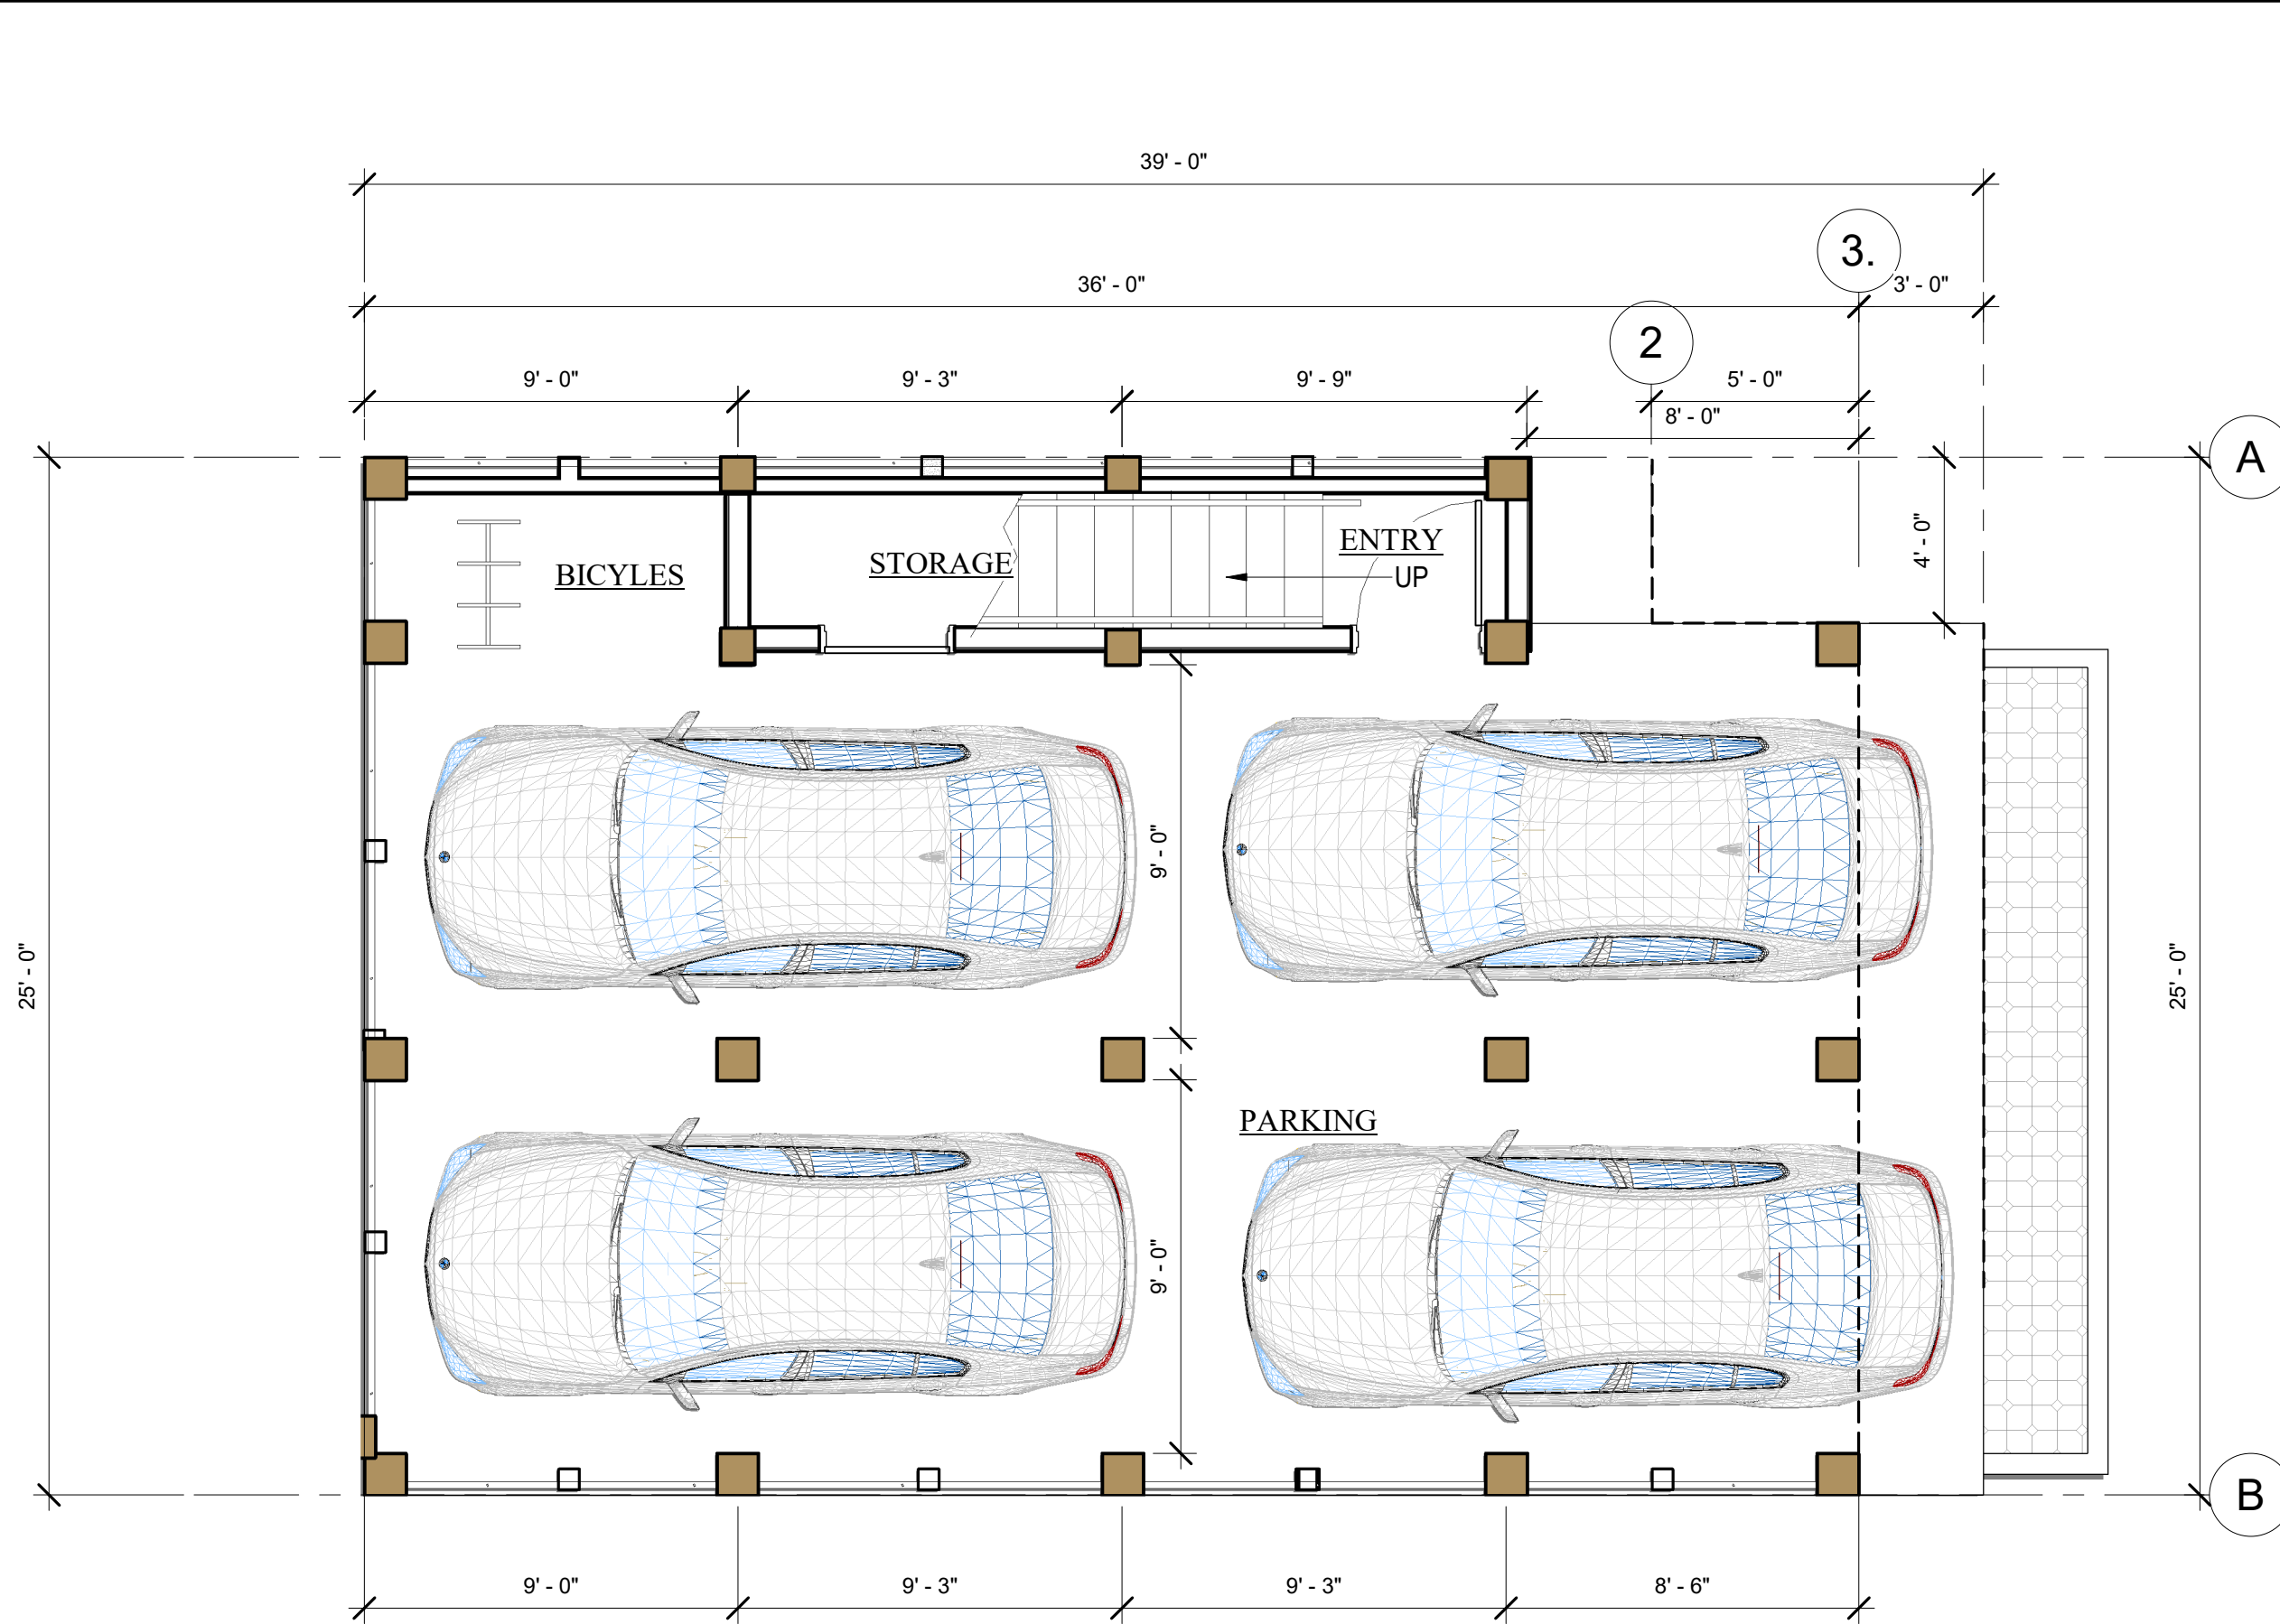 39' - 0"
3.
36' - 0"
3' - 0"
2
9' - 0"
9' - 3"
9' - 9"
5' - 0"
8' - 0"
A
4' - 0"
ENTRY
STORAGE
BICYLES
UP
9' - 0"
25' - 0"
25' - 0"
PARKING
9' - 0"
B
9' - 0"
9' - 3"
9' - 3"
8' - 6"